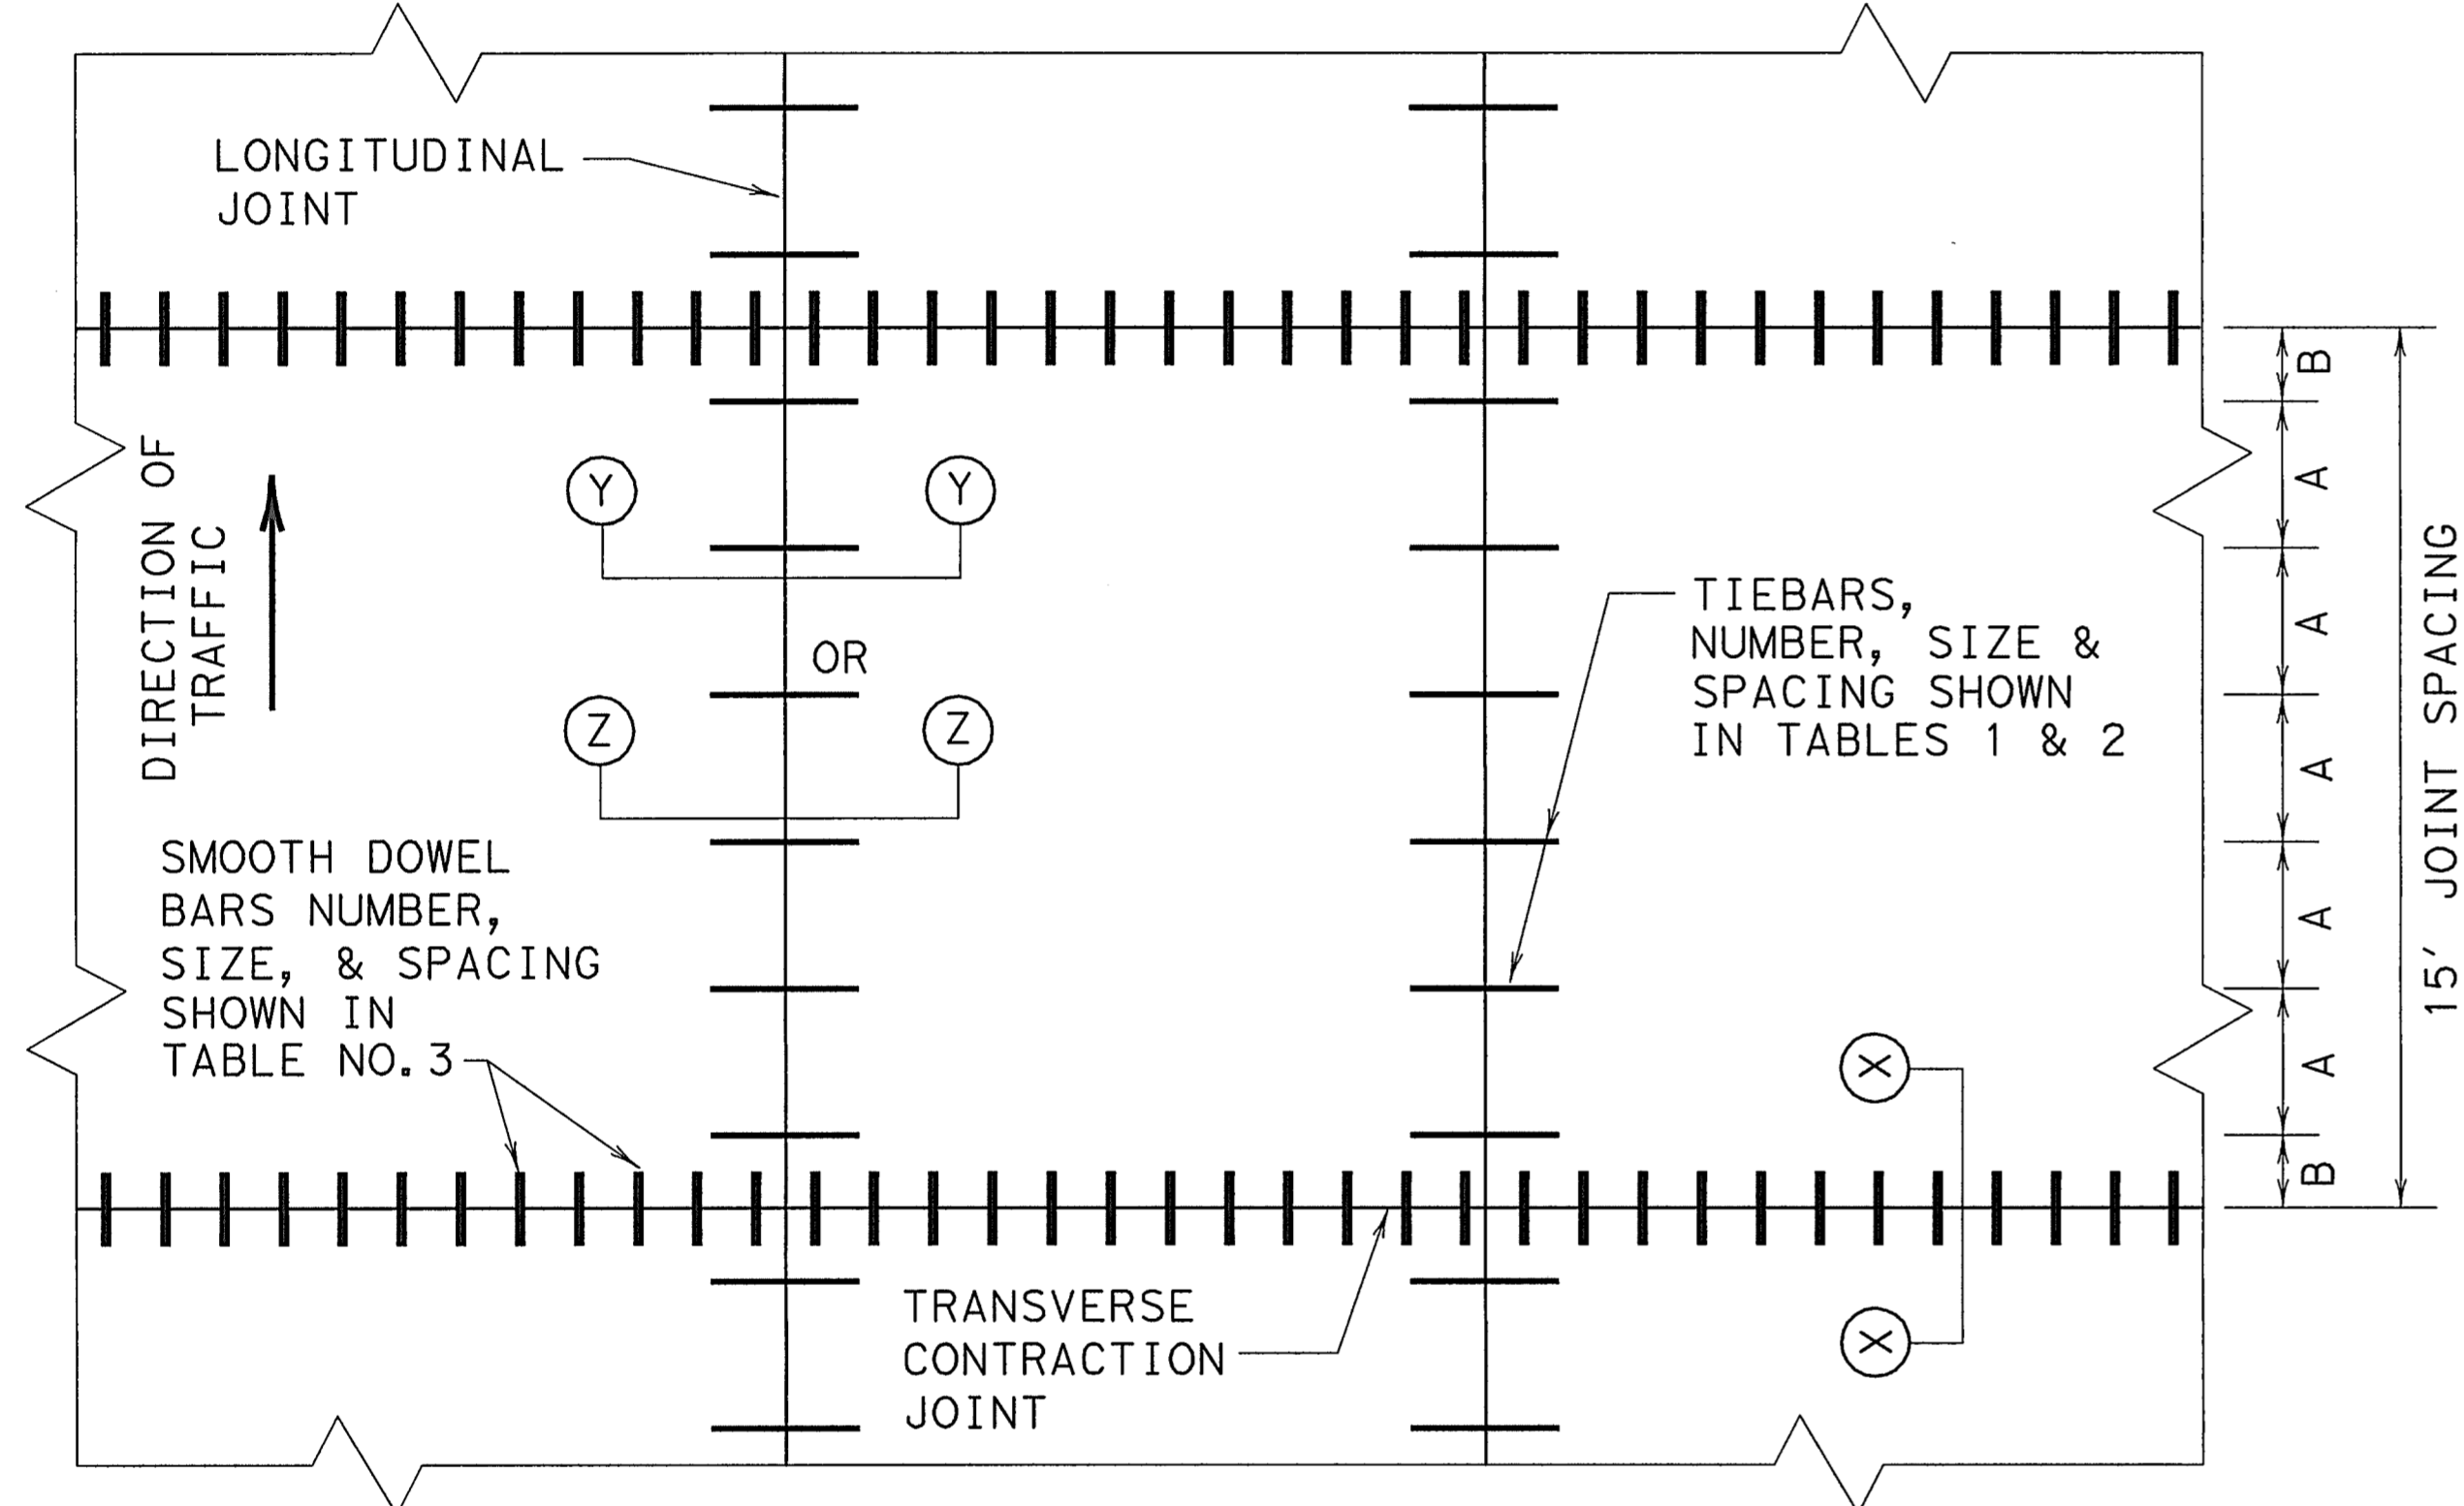 LONGITUDINAL
JOINT
DIRECTION OF
TRAFFIC
Y
Y
OR
Z
Z
TIEBARS,
NUMBER, SIZE &
SPACING SHOWN
IN TABLES 1 & 2
SMOOTH DOWEL
BARS NUMBER,
SIZE, & SPACING
SHOWN IN
TABLE NO.3
X
X
TRANSVERSE
CONTRACTION
JOINT
B
A
A
A
A
A
B
15' JOINT SPACING